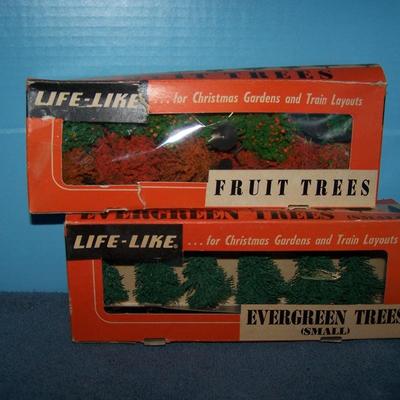 IT TREES
LIFE-LIKE ...for Christmas Gardens and Train Layouts
FRUIT TREES
EVERGREEN TREES
LIFE-LIKE® ...for Christmas Gardens and Train Layouts
EVERGREEN TREES
(SMALL)